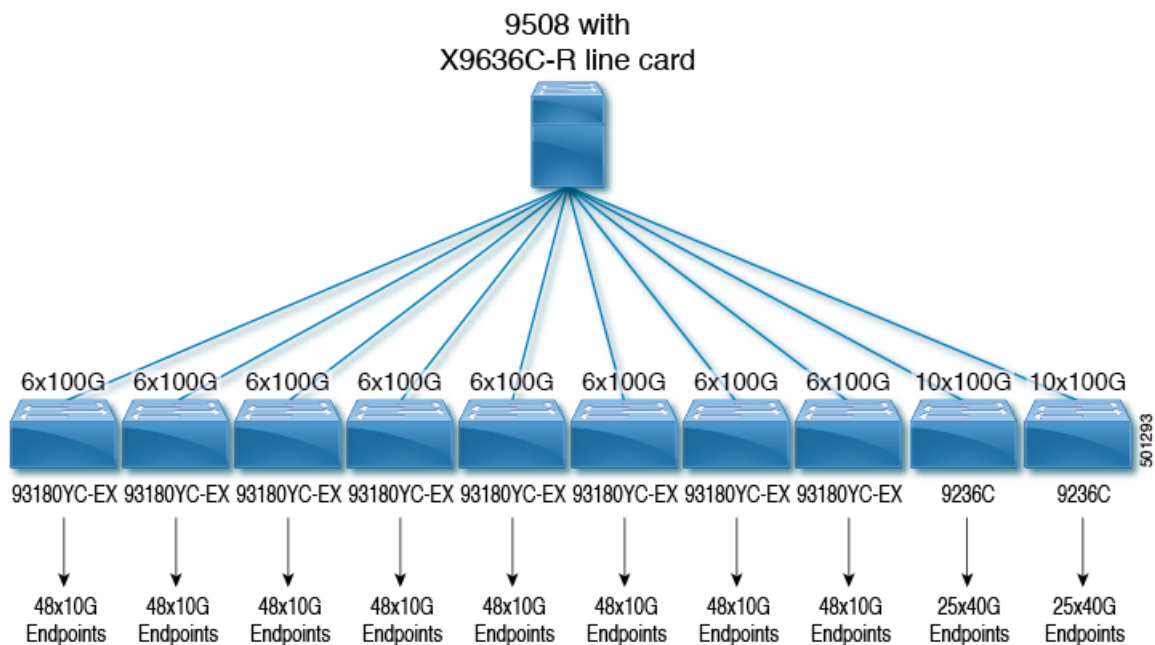 9508 with
X9636C-R line card
6x100G 6x100G 6x100G 6x100G 6x100G 6x100G 6x100G 6x100G 10x100G 10x100G
501293
93180YC-EX 93180YC-EX 93180YC-EX 93180YC-EX 93180YC-EX 93180YC-EX 93180YC-EX 93180YC-EX 9236C 9236C
48x10G 48x10G 48x10G 48x10G 48x10G 48x10G 48x10G 48x10G 25x40G 25x40G
Endpoints Endpoints Endpoints Endpoints Endpoints Endpoints Endpoints Endpoints Endpoints Endpoints